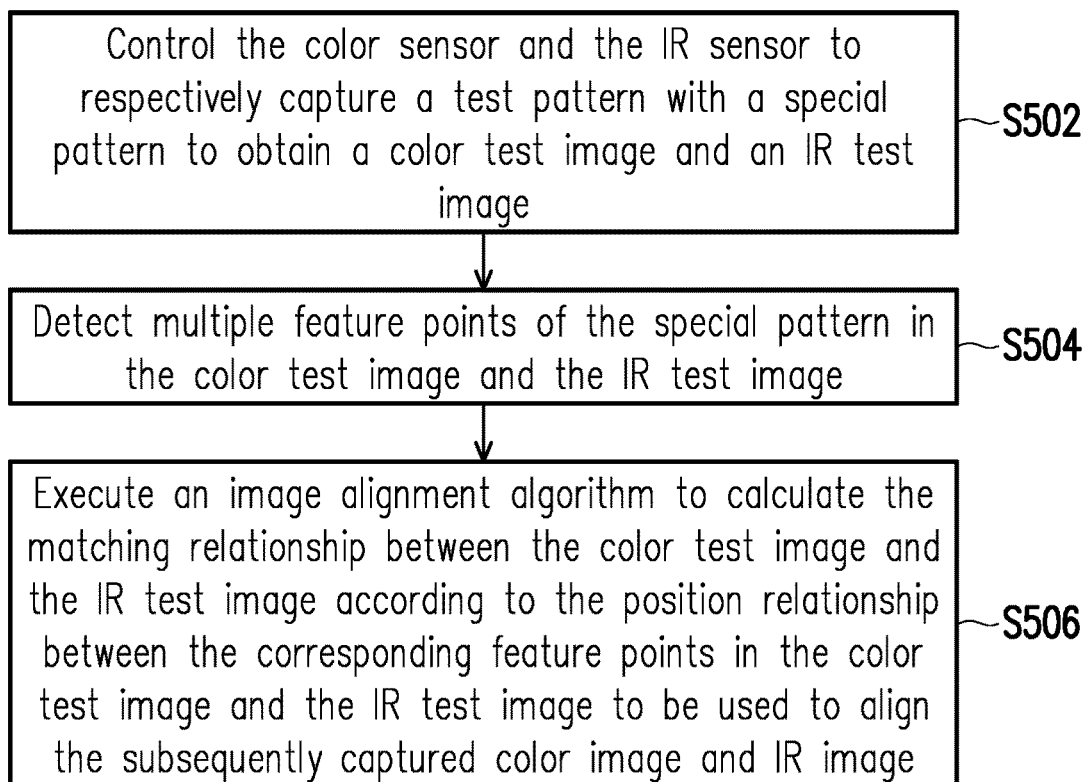 Control the color sensor and the IR sensor to
respectively capture a test pattern with a special
pattern to obtain a color test image and an IR test
image
S502
Detect multiple feature points of the special pattern in
the color test image and the IR test image
S504
Execute an image alignment algorithm to calculate the
matching relationship between the color test image and
the IR test image according to the position relationship
between the corresponding feature points in the color
test image and the IR test image to be used to align
the subsequently captured color image and IR image
S506